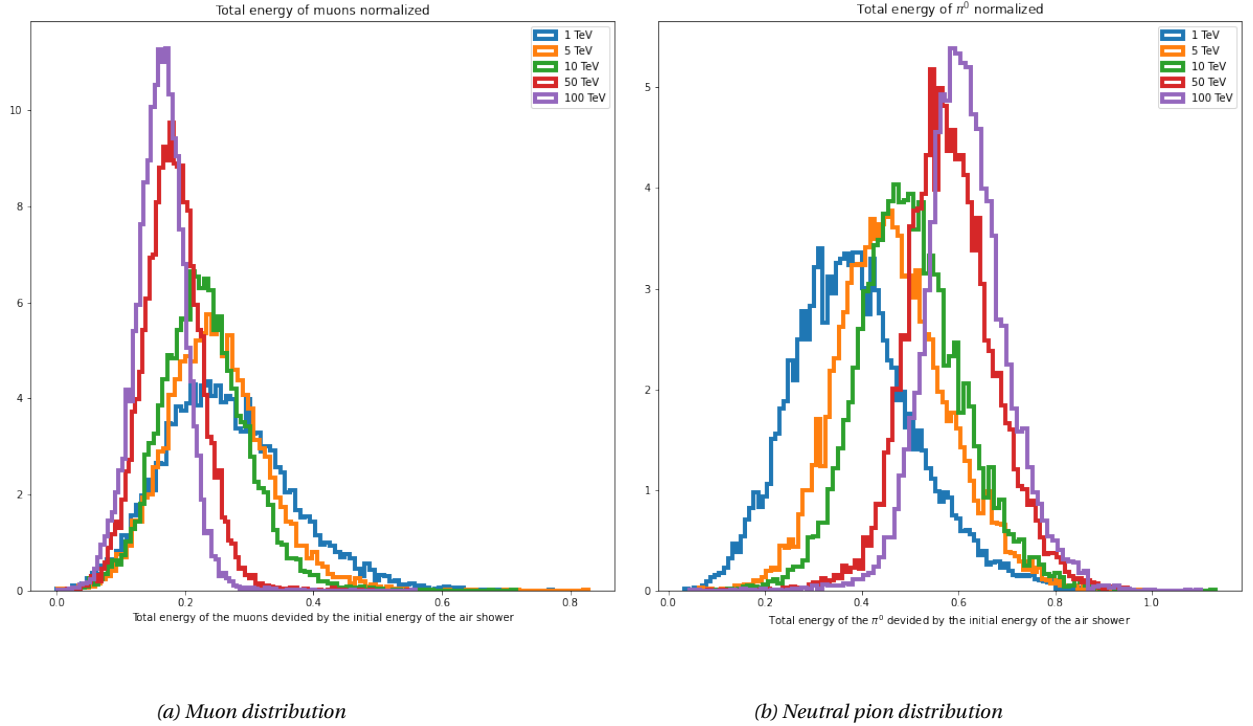 Total energy of muons normalized
1 TeV
5 TeV
10 TeV
50 TeV
100 TeV
10
8
6
4
2
0
0.0 0.2 0.4 0.6 0.8
Total energy of the muons devided by the initial energy of the air shower
(a) Muon distribution
Total energy of π⁰ normalized
1 TeV
5 TeV
10 TeV
50 TeV
100 TeV
5
4
3
2
1
0
0.0 0.2 0.4 0.6 0.8 1.0
Total energy of the π⁰ devided by the initial energy of the air shower
(b) Neutral pion distribution